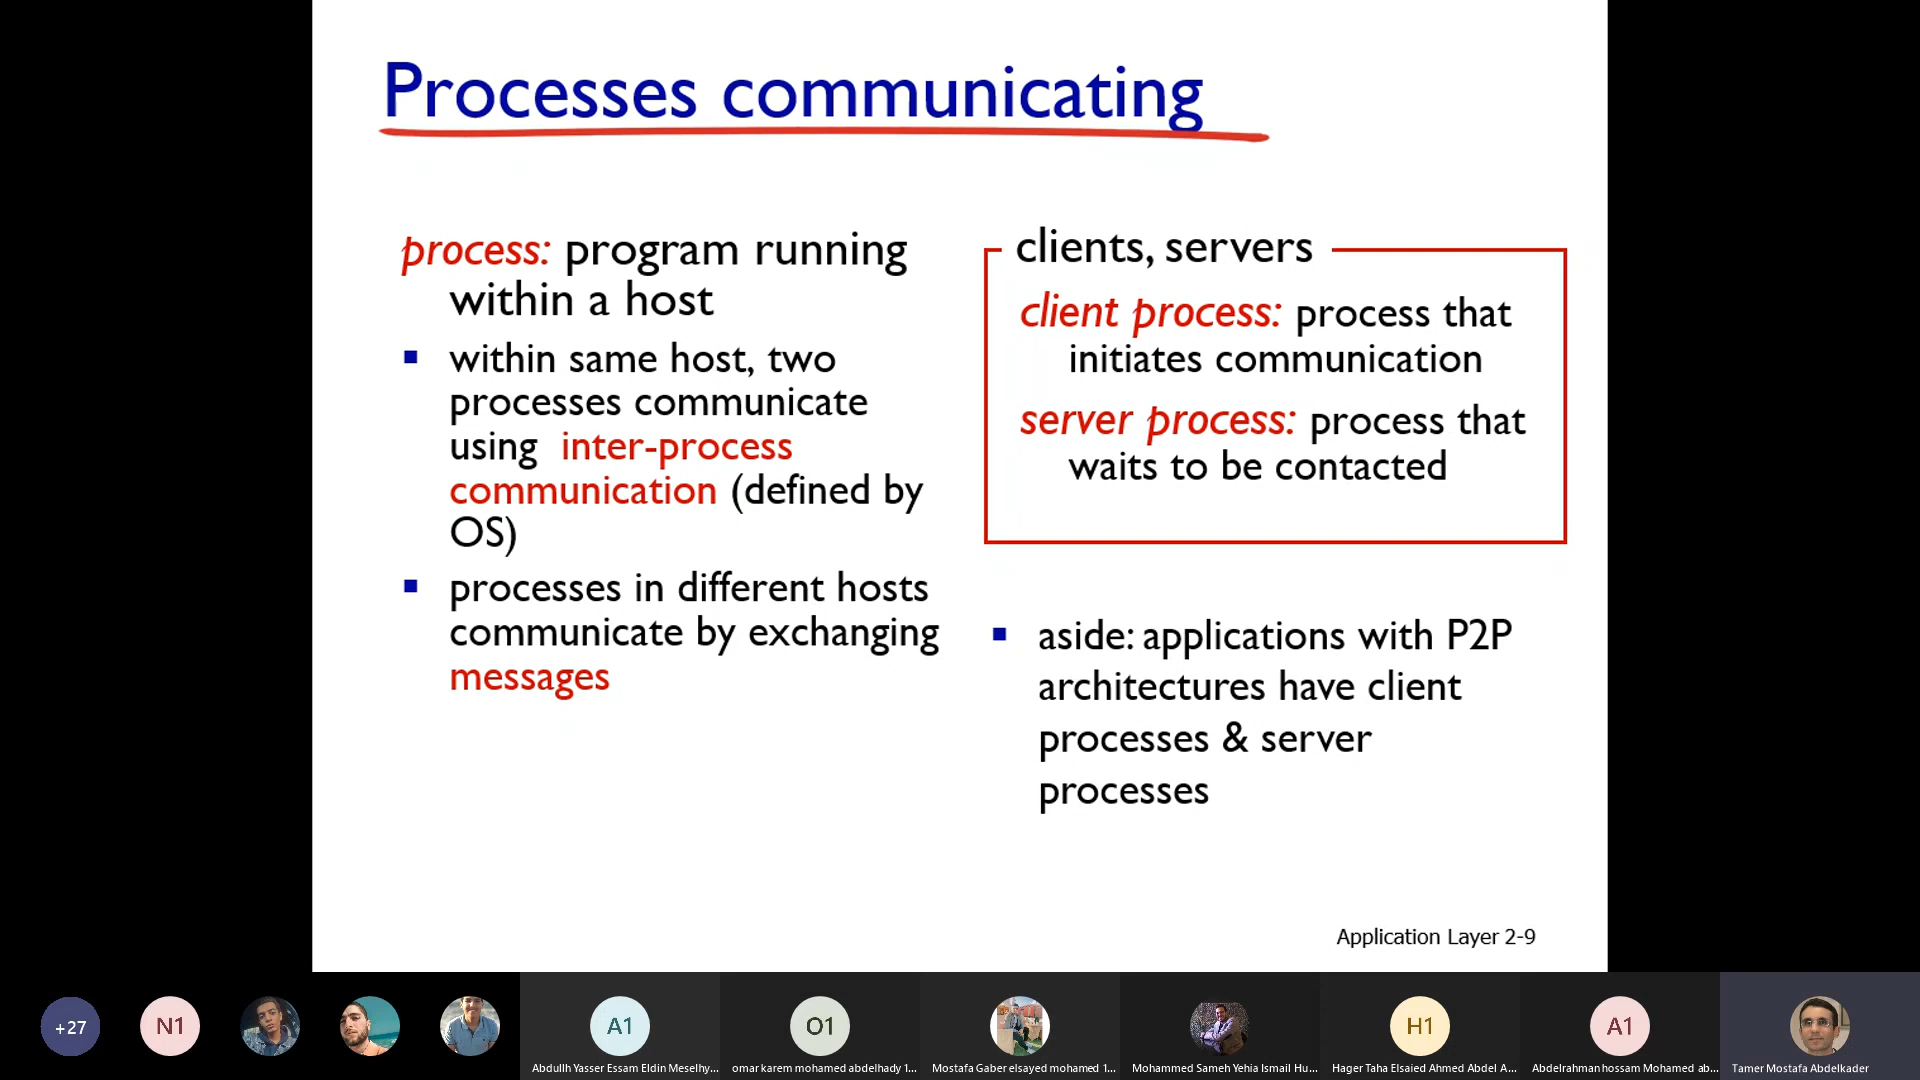 Processes communicating
process: program running
within a host
▪ within same host, two
processes communicate
using inter-process
communication (defined by
OS)
▪ processes in different hosts
communicate by exchanging
messages
clients, servers
client process: process that
initiates communication
server process: process that
waits to be contacted
▪ aside: applications with P2P
architectures have client
processes & server
processes
Application Layer 2-9
+27
N1
A1
O1
H1
A1
Abdullh Yasser Essam Eldin Meselhy...
omar karem mohamed abdelhady 1...
Mostafa Gaber elsayed mohamed 1...
Mohammed Sameh Yehia Ismail Hu...
Hager Taha Elsaied Ahmed Abdel A...
Abdelrahman hossam Mohamed ab...
Tamer Mostafa Abdelkader